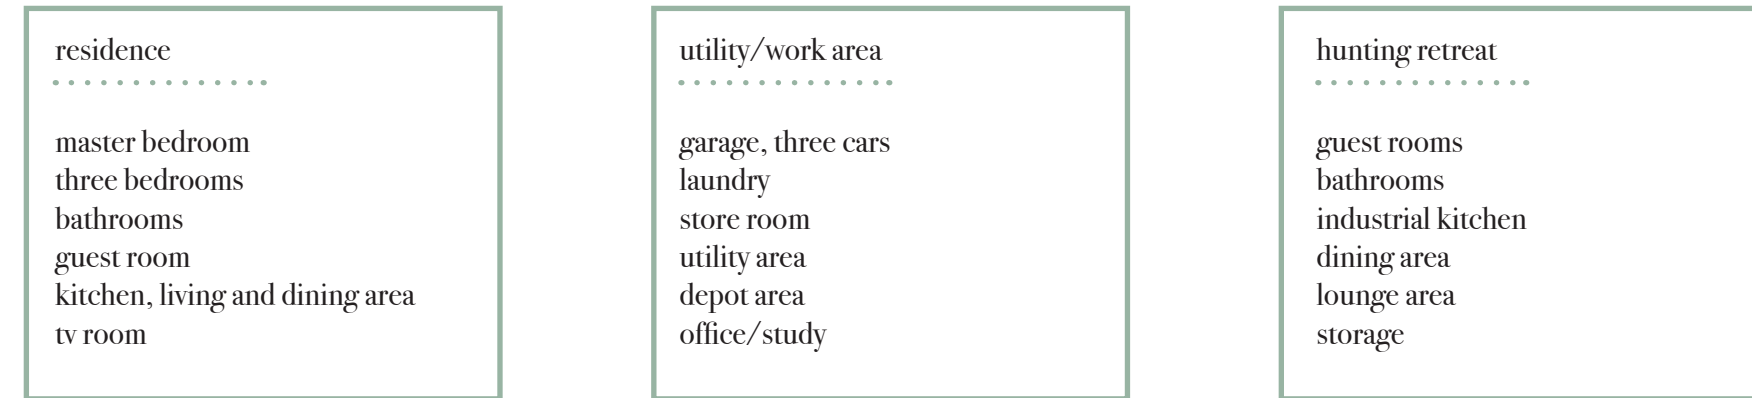 residence
master bedroom
three bedrooms
bathrooms
guest room
kitchen, living and dining area
tv room
utility/work area
garage, three cars
laundry
store room
utility area
depot area
office/study
hunting retreat
guest rooms
bathrooms
industrial kitchen
dining area
lounge area
storage